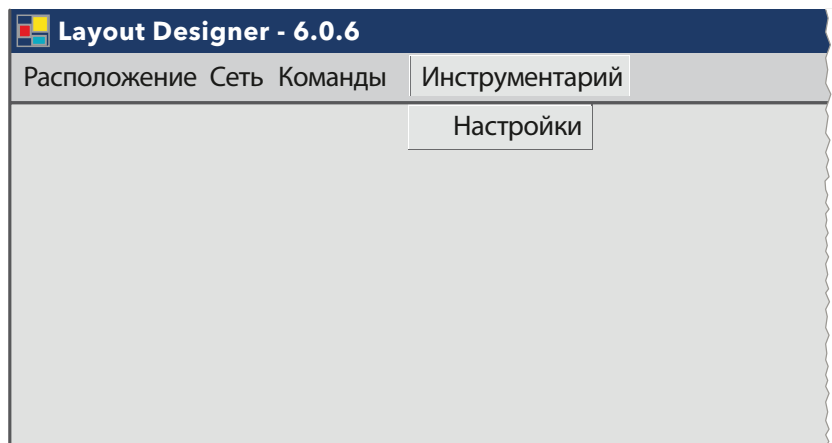 Layout Designer - 6.0.6
Расположение Сеть Команды Инструментарий
Настройки